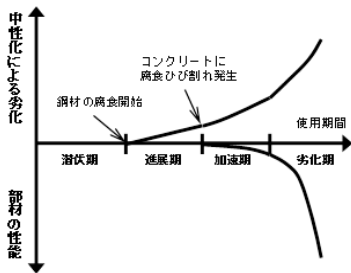 中性化による劣化
コンクリートに
腐食ひび割れ発生
鋼材の腐食開始
使用期間
潜伏期
進展期
加速期
劣化期
部材の性能